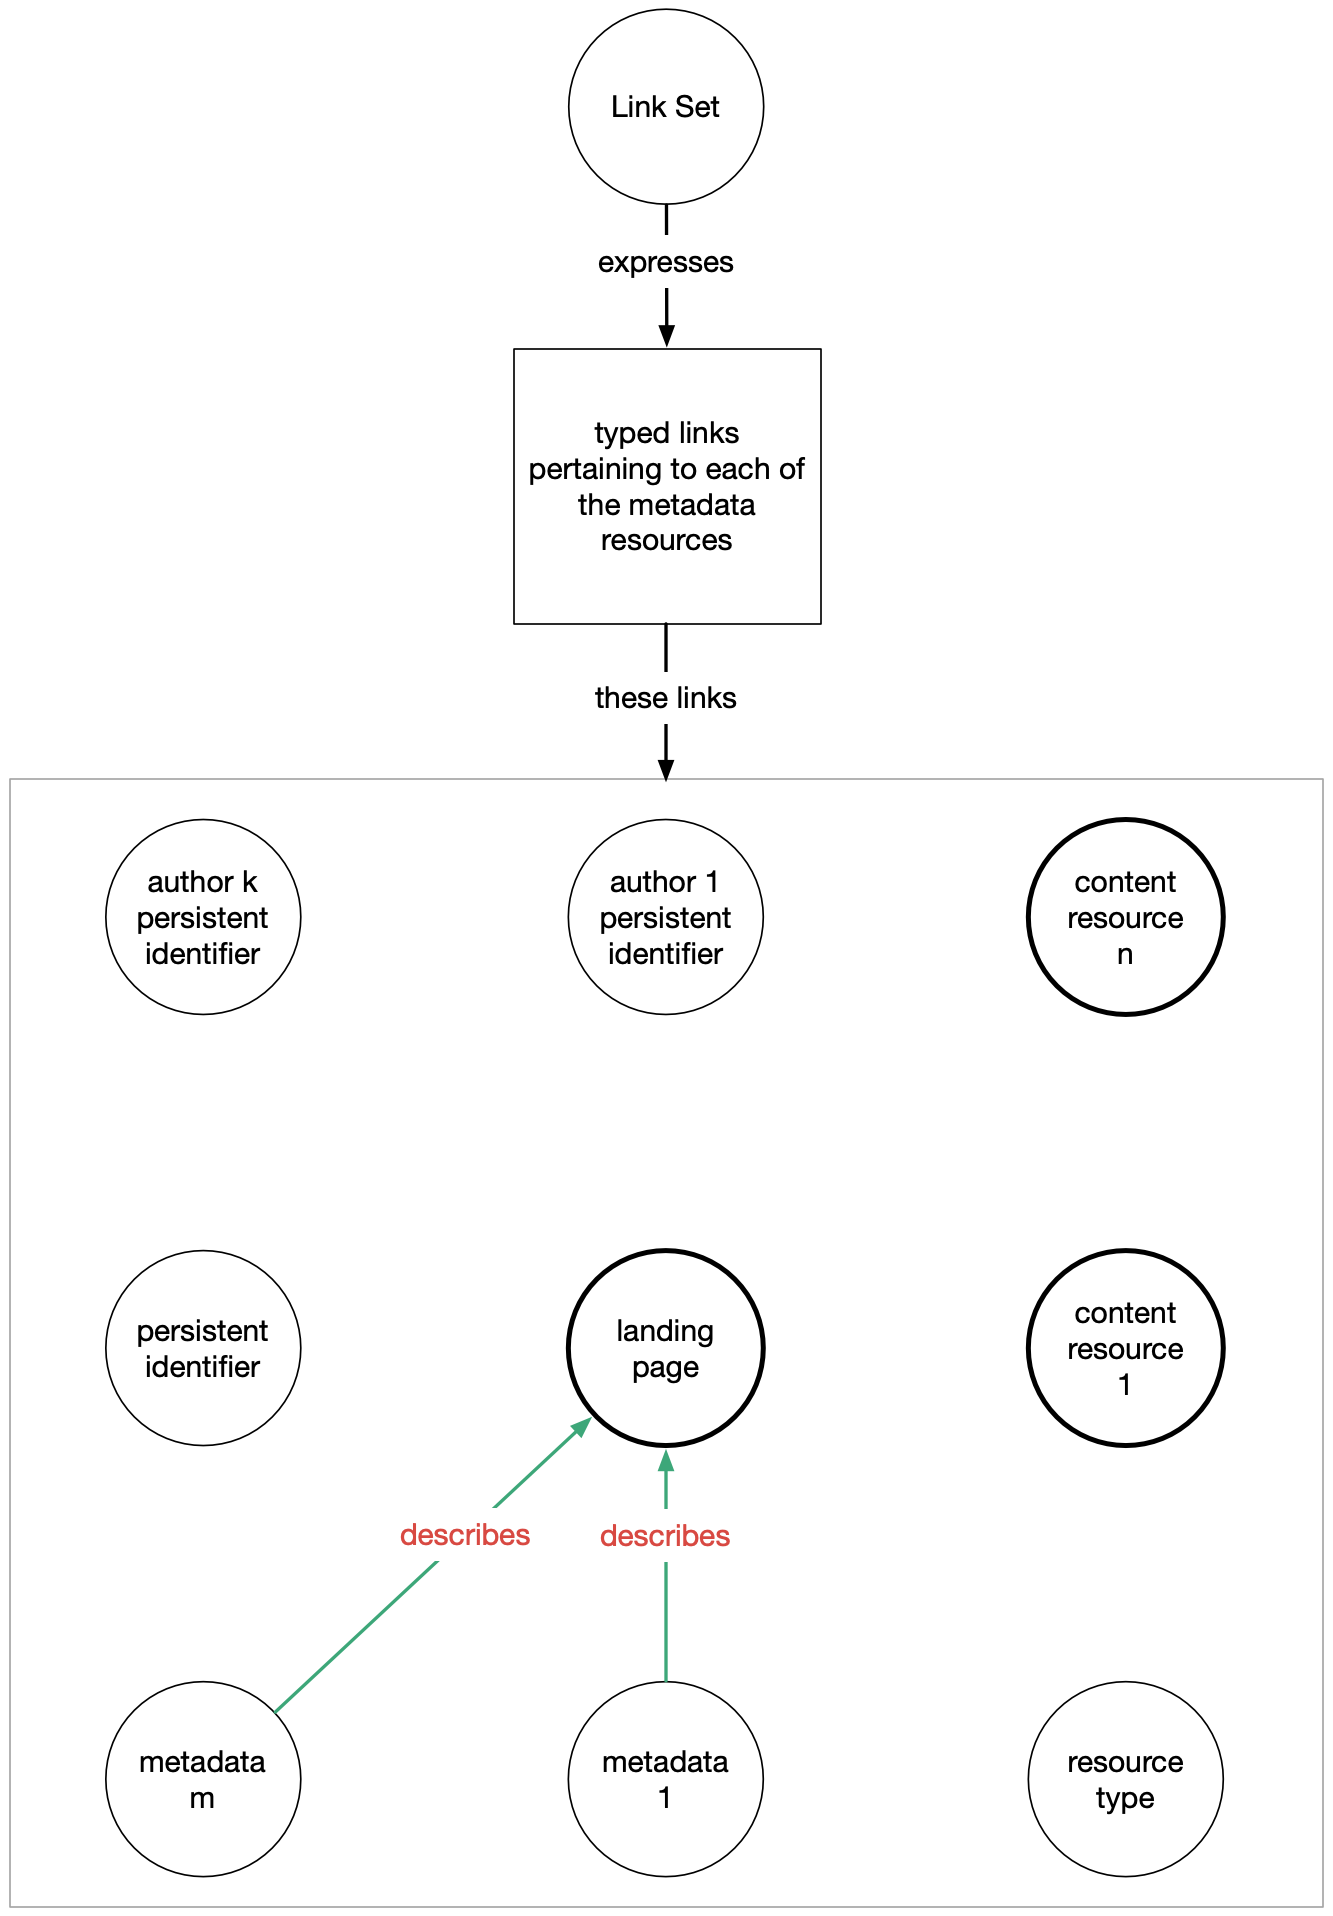 Link Set
expresses
typed links
pertaining to each of
the metadata
resources
these links
author k
persistent
identifier
author 1
persistent
identifier
content
resource
n
persistent
identifier
landing
page
content
resource
1
describes
describes
metadata
m
metadata
1
resource
type